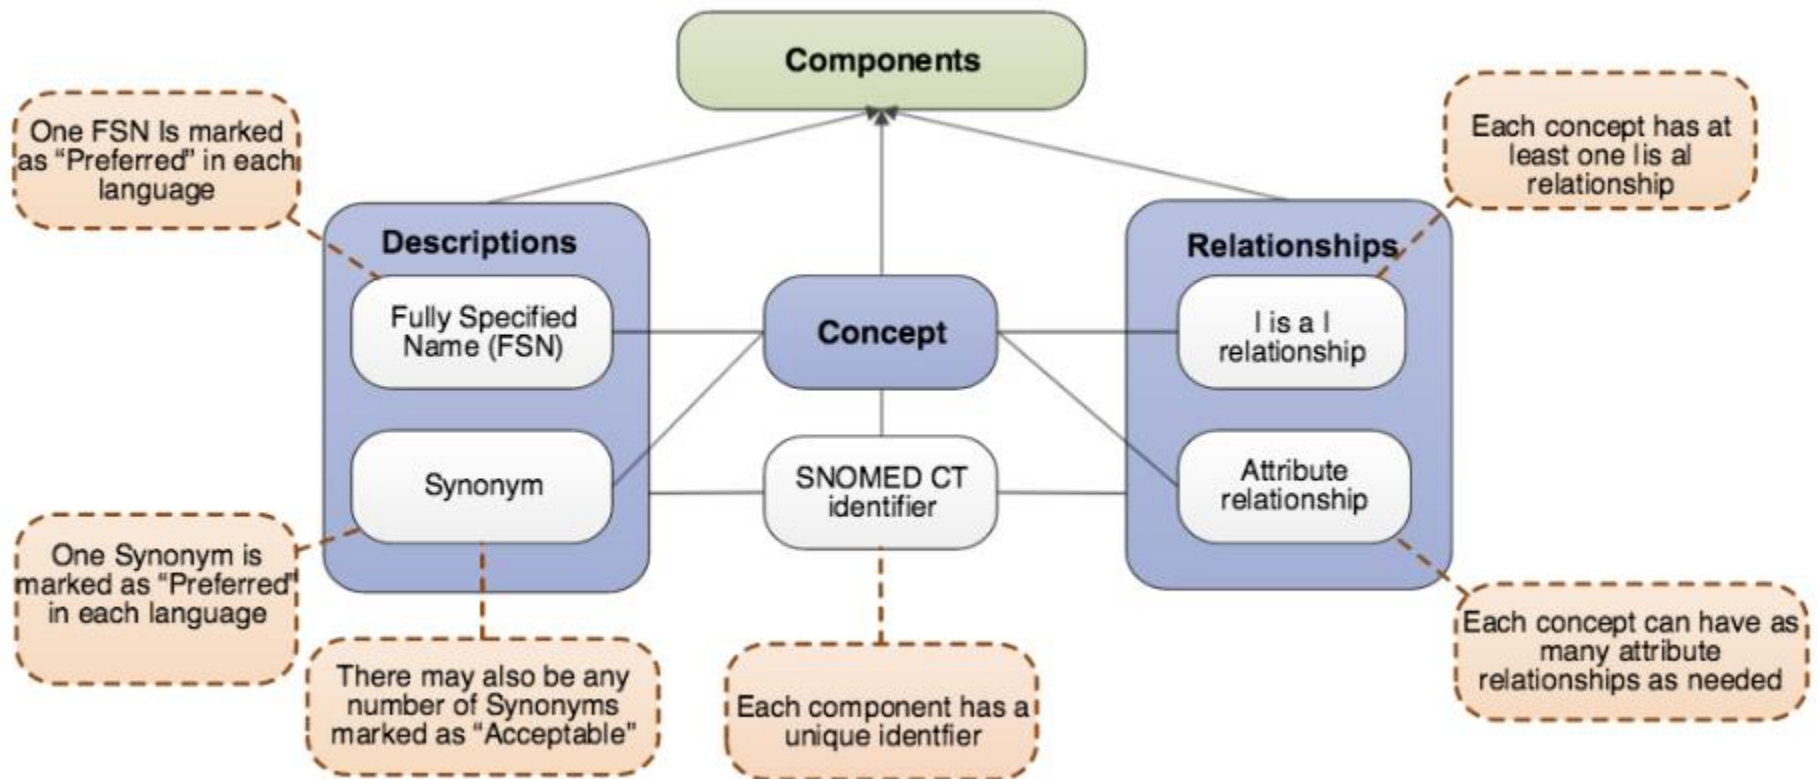 Components
One FSN Is marked
as “Preferred” in each
language
Each concept has at
least one lis al
relationship
Descriptions
Relationships
Fully Specified
Name (FSN)
Concept
l is a l
relationship
Synonym
SNOMED CT
identifier
Attribute
relationship
One Synonym is
marked as “Preferred”
in each language
There may also be any
number of Synonyms
marked as “Acceptable”
Each component has a
unique identfier
Each concept can have as
many attribute
relationships as needed